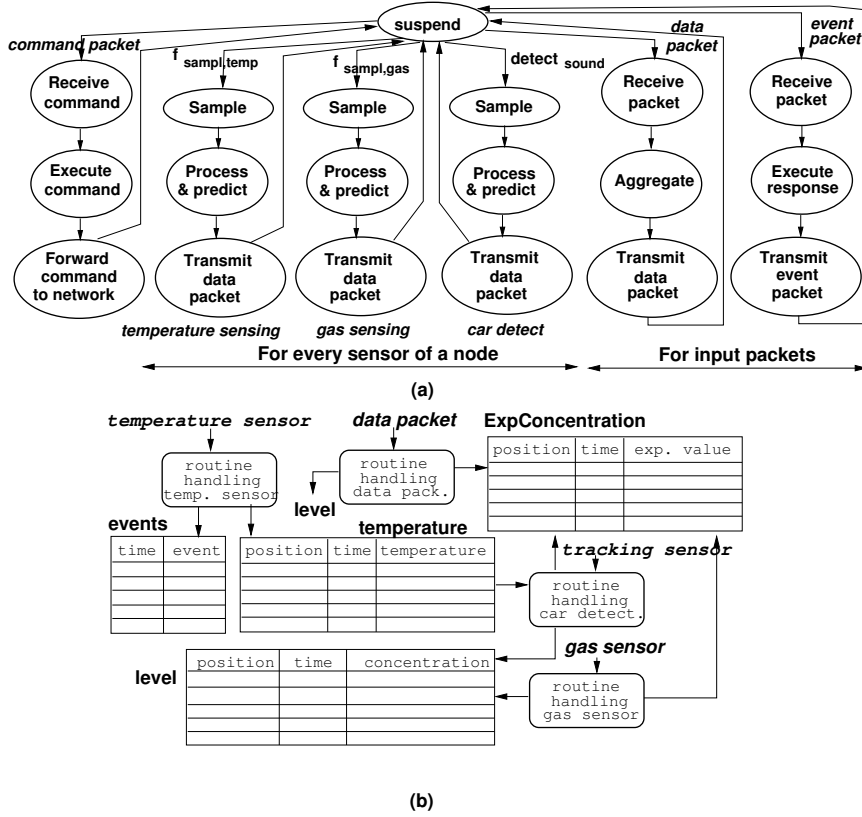 suspend
command packet
f sampl,temp
f sampl,gas
detect sound
data
packet
event
packet
Receive
command
Sample
Sample
Sample
Receive
packet
Receive
packet
Execute
command
Process
& predict
Process
& predict
Process
& predict
Aggregate
Execute
response
Forward
command
to network
Transmit
data
packet
Transmit
data
packet
Transmit
data
packet
Transmit
data
packet
Transmit
event
packet
temperature sensing
gas sensing
car detect
For every sensor of a node
For input packets
(a)
temperature sensor
data packet
ExpConcentration
routine
handling
temp. sensor
routine
handling
data pack.
position time exp. value
level
events
temperature
time event
position time temperature
tracking sensor
routine
handling
car detect.
gas sensor
level
position time concentration
routine
handling
gas sensor
(b)